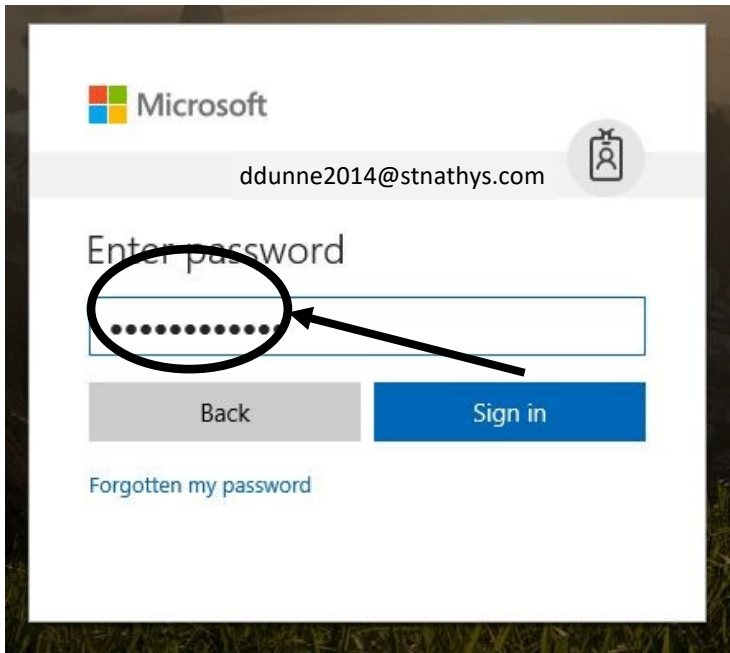 Microsoft
ddunne2014@stnathys.com
Enter password
●●●●●●●●●●●●
Back
Sign in
Forgotten my password